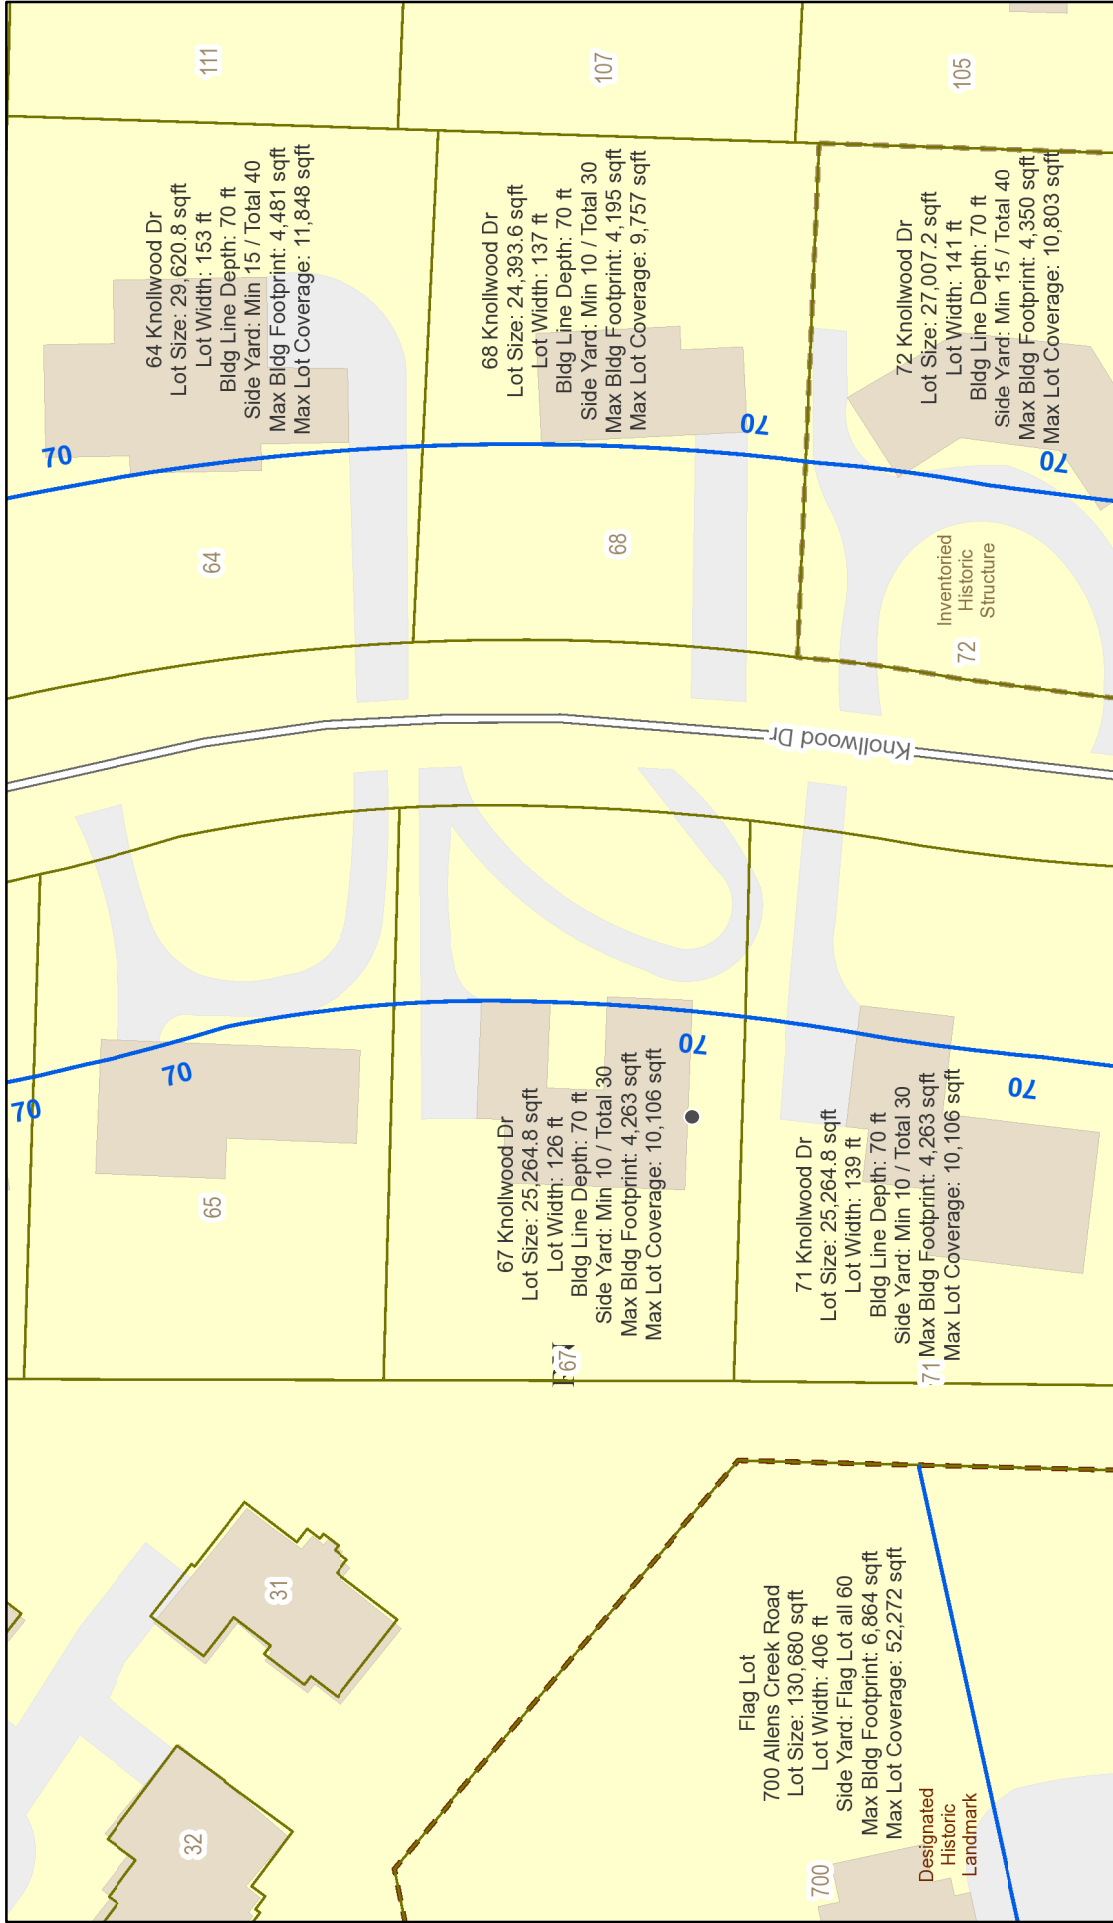 111
107
105
64 Knollwood Dr
Lot Size: 29,620.8 sqft
Lot Width: 153 ft
Bldg Line Depth: 70 ft
Side Yard: Min 15 / Total 40
Max Bldg Footprint: 4,481 sqft
Max Lot Coverage: 11,848 sqft
68 Knollwood Dr
Lot Size: 24,393.6 sqft
Lot Width: 137 ft
Bldg Line Depth: 70 ft
Side Yard: Min 10 / Total 30
Max Bldg Footprint: 4,195 sqft
Max Lot Coverage: 9,757 sqft
72 Knollwood Dr
Lot Size: 27,007.2 sqft
Lot Width: 141 ft
Bldg Line Depth: 70 ft
Side Yard: Min 15 / Total 40
Max Bldg Footprint: 4,350 sqft
Max Lot Coverage: 10,803 sqft
70
70
70
64
68
Inventoried
Historic
Structure
72
Knollwood Dr
70
70
70
70
65
67 Knollwood Dr
Lot Size: 25,264.8 sqft
Lot Width: 126 ft
Bldg Line Depth: 70 ft
Side Yard: Min 10 / Total 30
Max Bldg Footprint: 4,263 sqft
Max Lot Coverage: 10,106 sqft
67
71 Knollwood Dr
Lot Size: 25,264.8 sqft
Lot Width: 139 ft
Bldg Line Depth: 70 ft
Side Yard: Min 10 / Total 30
Max Bldg Footprint: 4,263 sqft
Max Lot Coverage: 10,106 sqft
71
31
32
Flag Lot
700 Allens Creek Road
Lot Size: 130,680 sqft
Lot Width: 406 ft
Side Yard: Flag Lot all 60
Max Bldg Footprint: 6,864 sqft
Max Lot Coverage: 52,272 sqft
700
Designated
Historic
Landmark